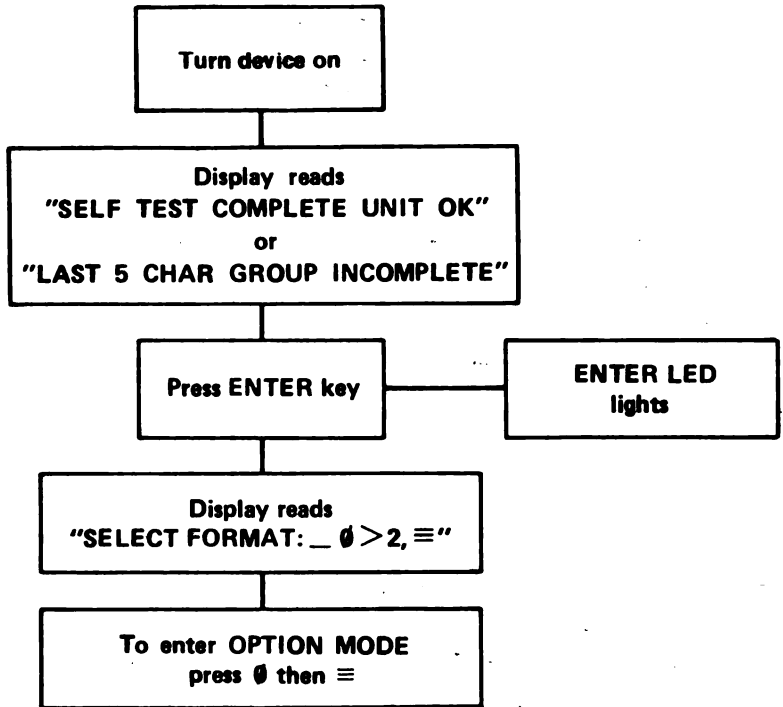 Turn device on
Display reads
"SELF TEST COMPLETE UNIT OK"
or
"LAST 5 CHAR GROUP INCOMPLETE"
Press ENTER key
ENTER LED
lights
Display reads
"SELECT FORMAT: _ Ø > 2, ≡"
To enter OPTION MODE
press Ø then ≡